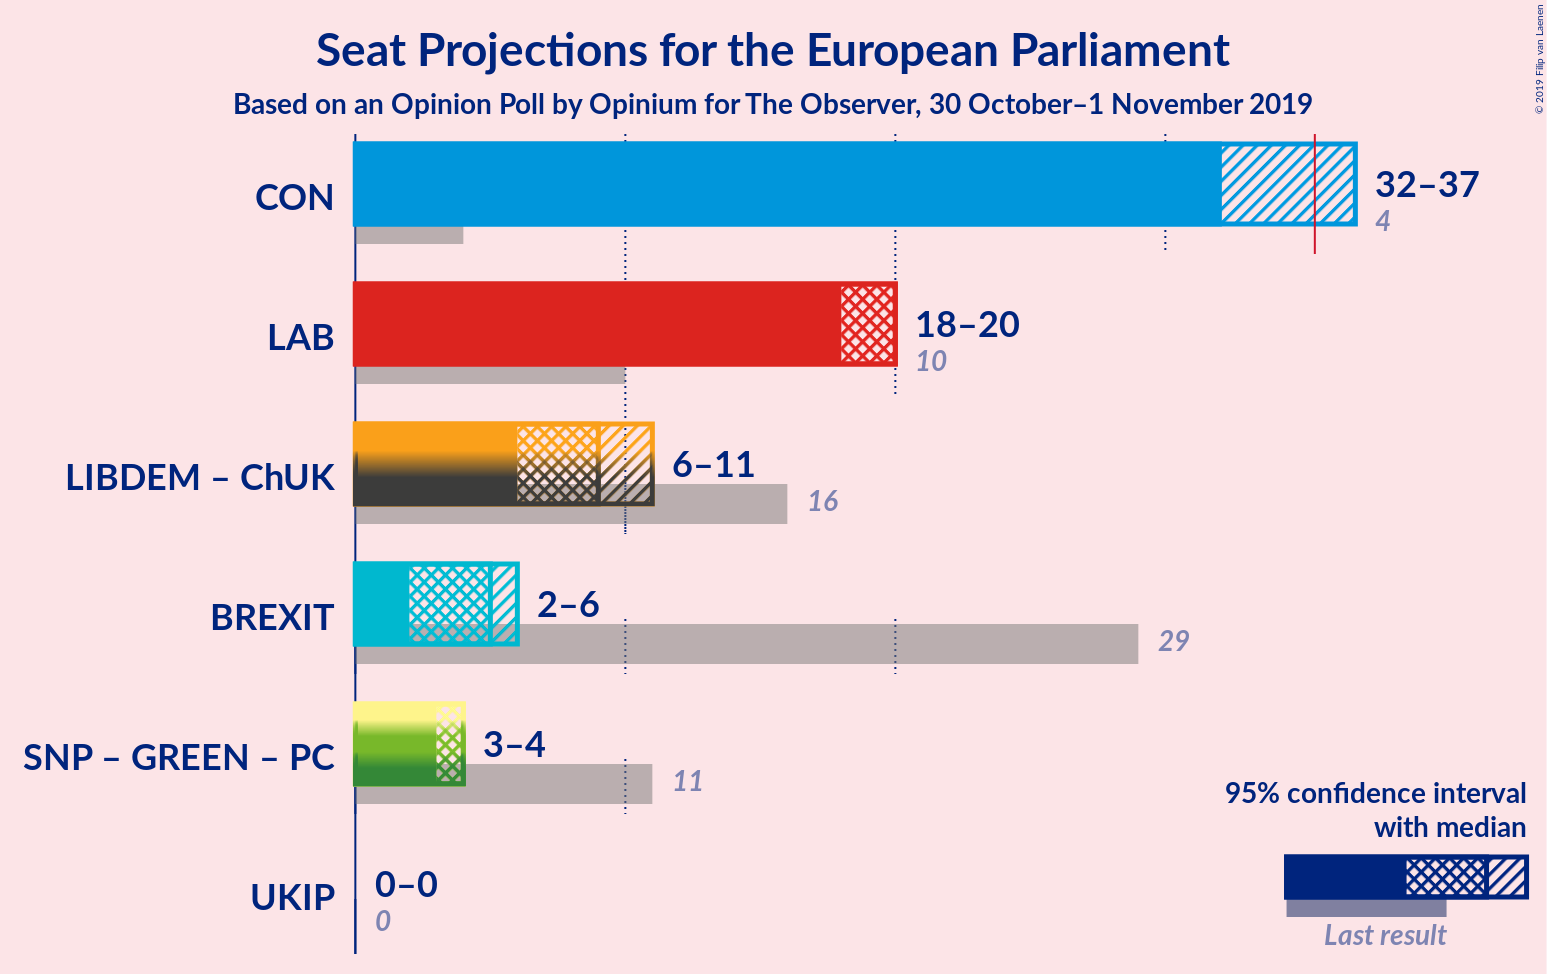 Seat Projections for the European Parliament
Based on an Opinion Poll by Opinium for The Observer, 30 October–1 November 2019
© 2019 Filip van Laenen
CON
32–37
4
LAB
18–20
10
LIBDEM – ChUK
6–11
16
BREXIT
2–6
29
SNP – GREEN – PC
3–4
11
UKIP
0–0
0
95% confidence interval
with median
Last result